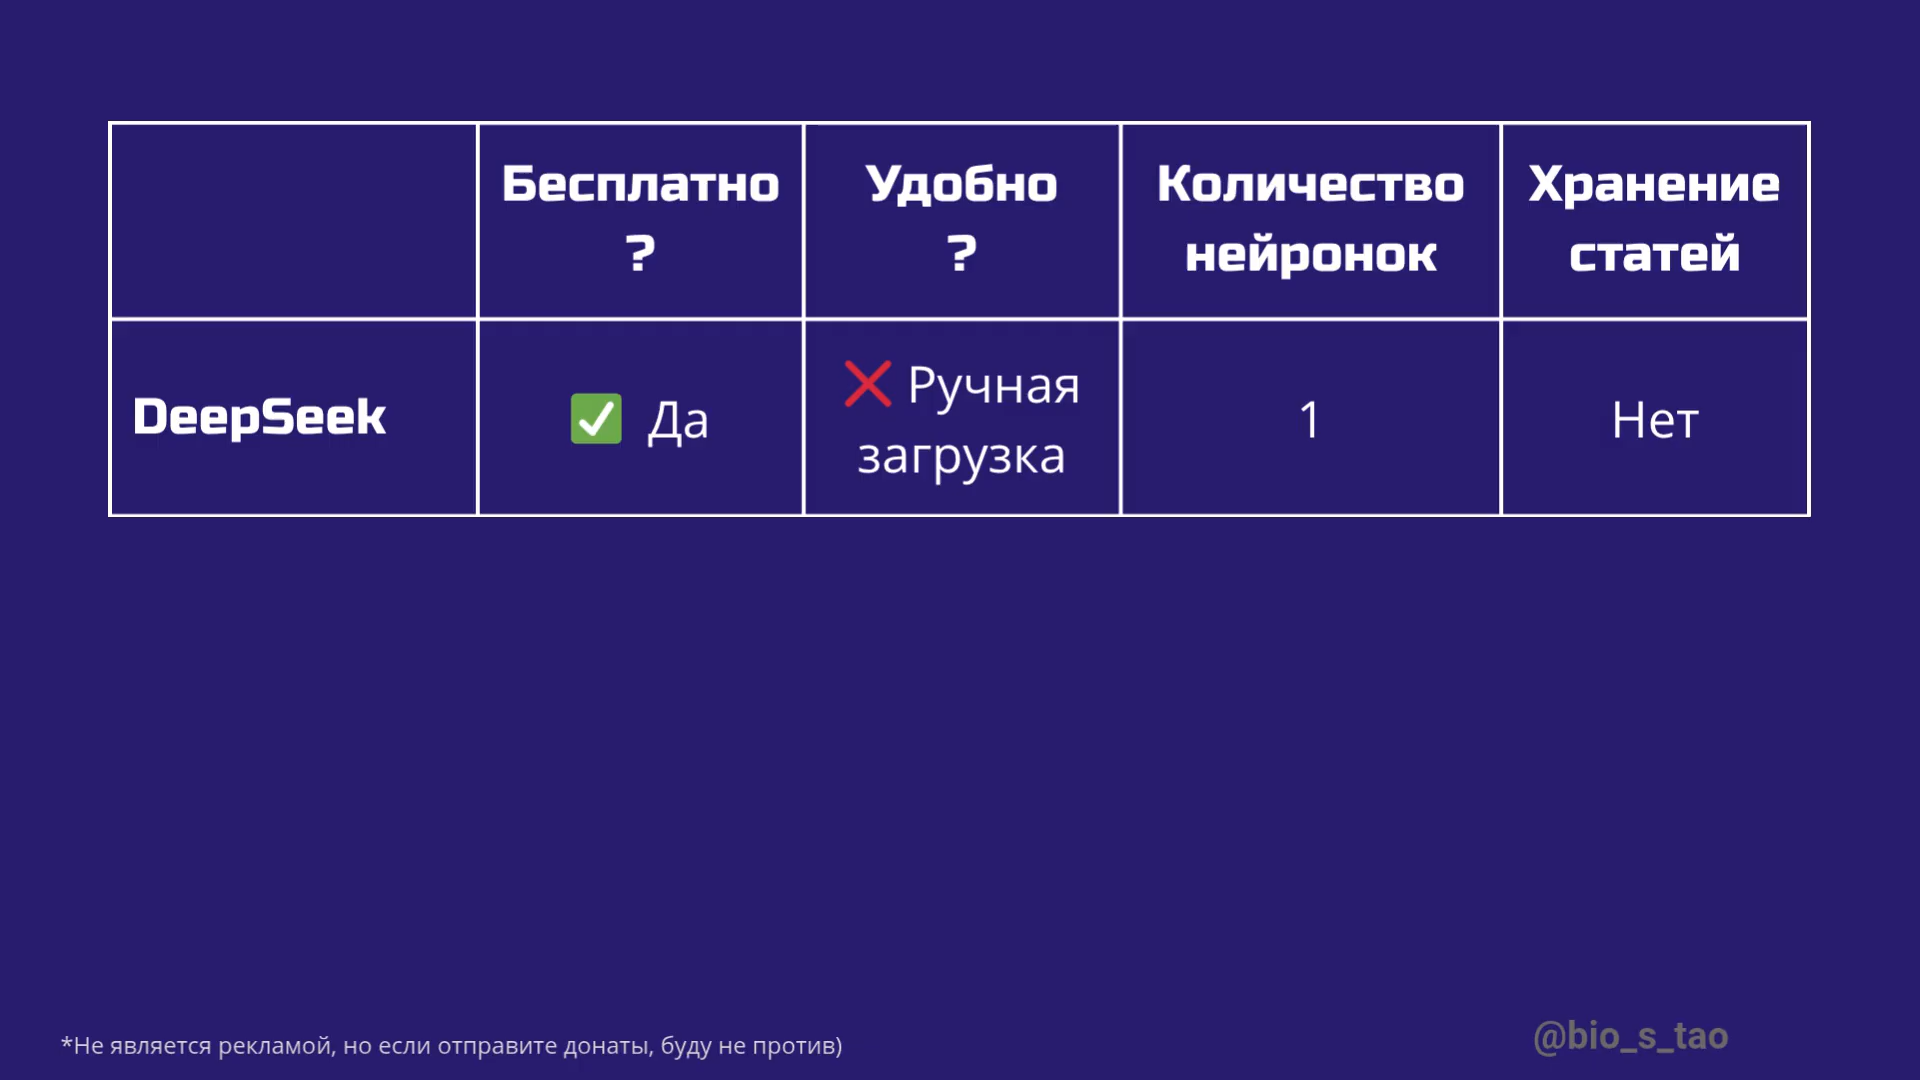 Бесплатно
?
Удобно
?
Количество
нейронок
Хранение
статей
DeepSeek
✅ Да
❌ Ручная
загрузка
1
Нет
*Не является рекламой, но если отправите донаты, буду не против)
@bio_s_tao